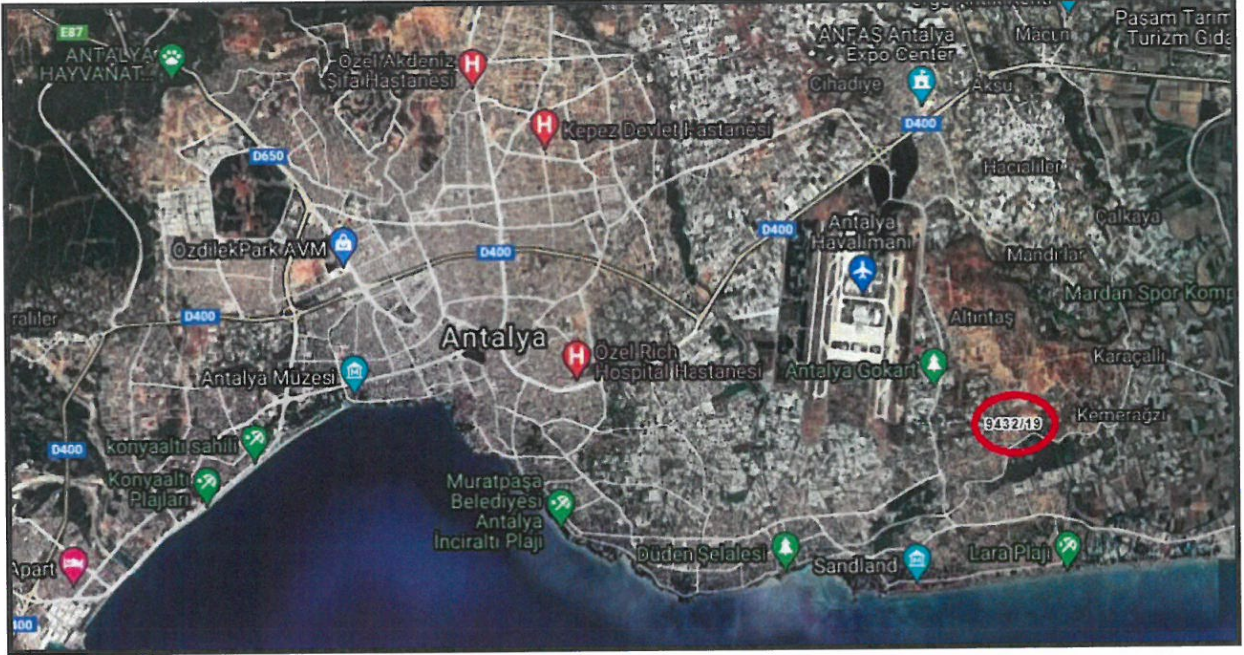 E87
ANTALYA
HAYVANAT...
Özel Akdeniz
Şifa Hastanesi
Kepez Devlet Hastanesi
ANFAŞ Antalya
Expo Center
Macun
Paşam Tarım
Turizm Gıda
Cihadiye
Aksu
D400
D650
Hacıaliler
Çalkaya
ÖzdilekPark AVM
D400
D400
Antalya
Havalimanı
Mandırlar
Mardan Spor Komp
raliler
D400
Antalya
Altıntaş
Karaçallı
Özel Rich
Hospital Hastanesi
Antalya Gokart
Antalya Müzesi
9432/19
Kemerağzı
D400
konyaaltı sahili
Konyaaltı
Plajları
Muratpaşa
Belediyesi
Antalya
İnciraltı Plajı
Düden Şelalesi
Sandland
Lara Plajı
Apart
400